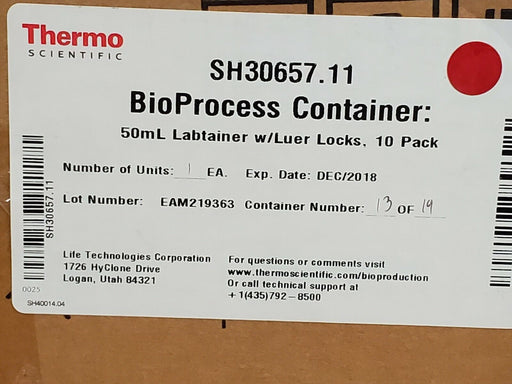 Thermo
SCIENTIFIC
SH30657.11
BioProcess Container:
50mL Labtainer w/Luer Locks, 10 Pack
Number of Units: 1 EA. Exp. Date: DEC/2018
Lot Number: EAM219363 Container Number: 13 OF 19
SH30657.11
Life Technologies Corporation
1726 HyClone Drive
Logan, Utah 84321
For questions or comments visit
www.thermoscientific.com/bioproduction
Or call technical support at
+1(435)792-8500
0025
SH40014.04